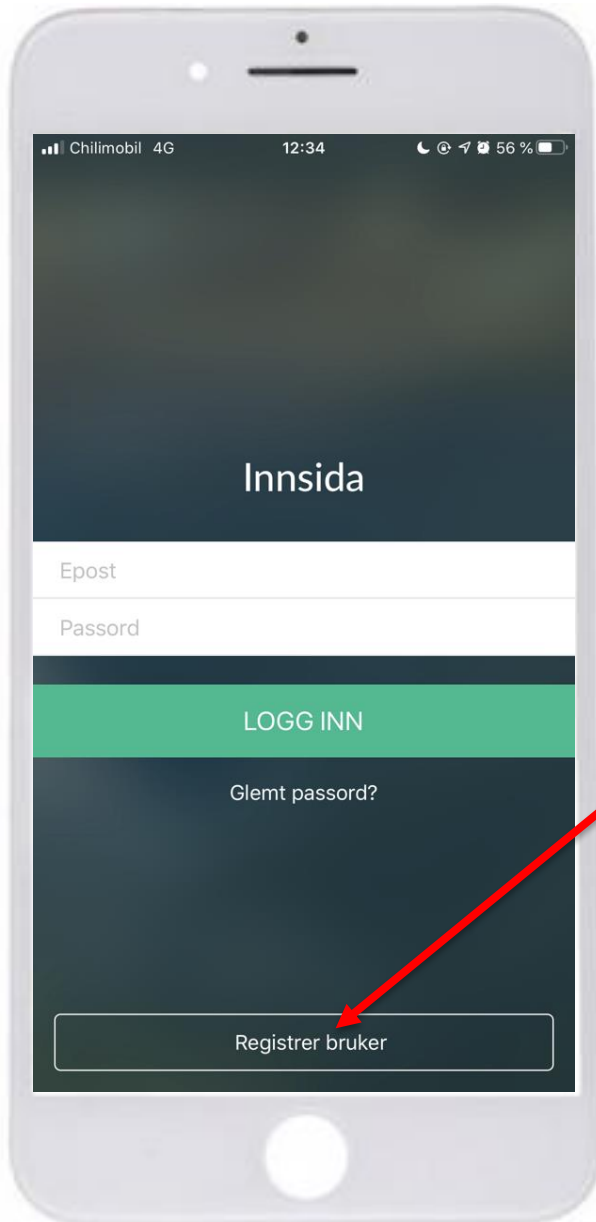 Chilimobil 4G 12:34 56 %
Innsida
Epost
Passord
LOGG INN
Glemt passord?
Registrer bruker